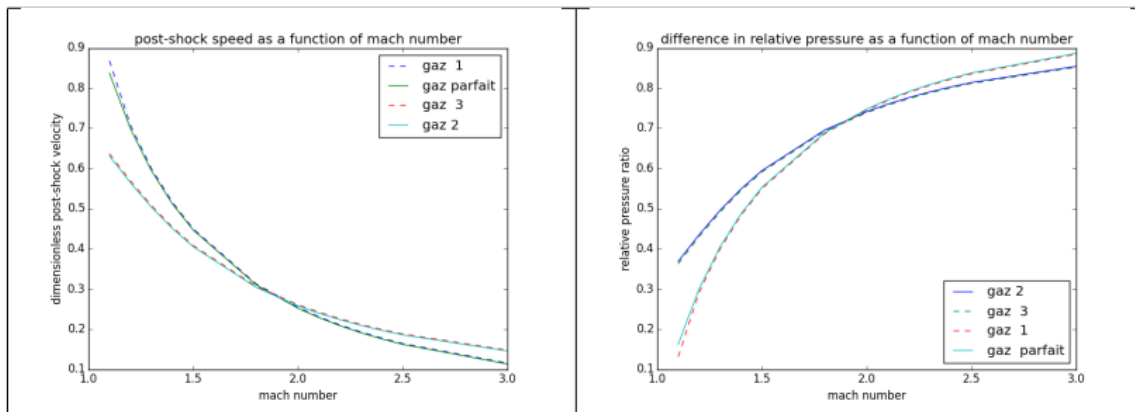 post-shock speed as a function of mach number
0.9
0.8
0.7
0.6
0.5
0.4
0.3
0.2
0.1
dimensionless post-shock velocity
gaz 1
gaz parfait
gaz 3
gaz 2
1.0 1.5 2.0 2.5 3.0
mach number
difference in relative pressure as a function of mach number
0.9
0.8
0.7
0.6
0.5
0.4
0.3
0.2
0.1
relative pressure ratio
gaz 2
gaz 3
gaz 1
gaz parfait
1.0 1.5 2.0 2.5 3.0
mach number